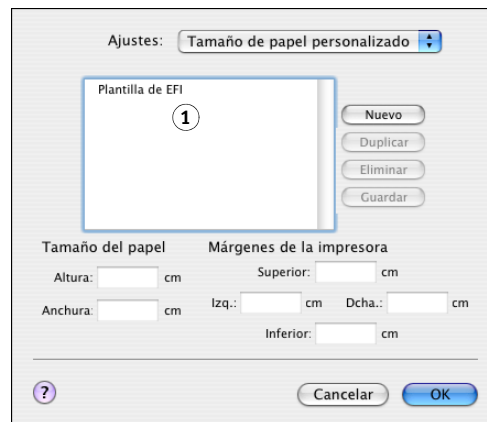 Ajustes: Tamaño de papel personalizado
Plantilla de EFI
1
Nuevo
Duplicar
Eliminar
Guardar
Tamaño del papel
Márgenes de la impresora
Altura: cm
Superior: cm
Anchura: cm
Izq.: cm Dcha.: cm
Inferior: cm
? Cancelar OK